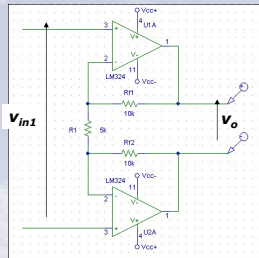 Vcc+
U1A
3
4
+
V+
1
V-
2
-
11
LM324
Vcc-
Rf1
10k
Vin1
R1
5k
Vo
Rf2
10k
LM324
Vcc-
11
2
-
V-
1
V+
3
+
4
U2A
Vcc+